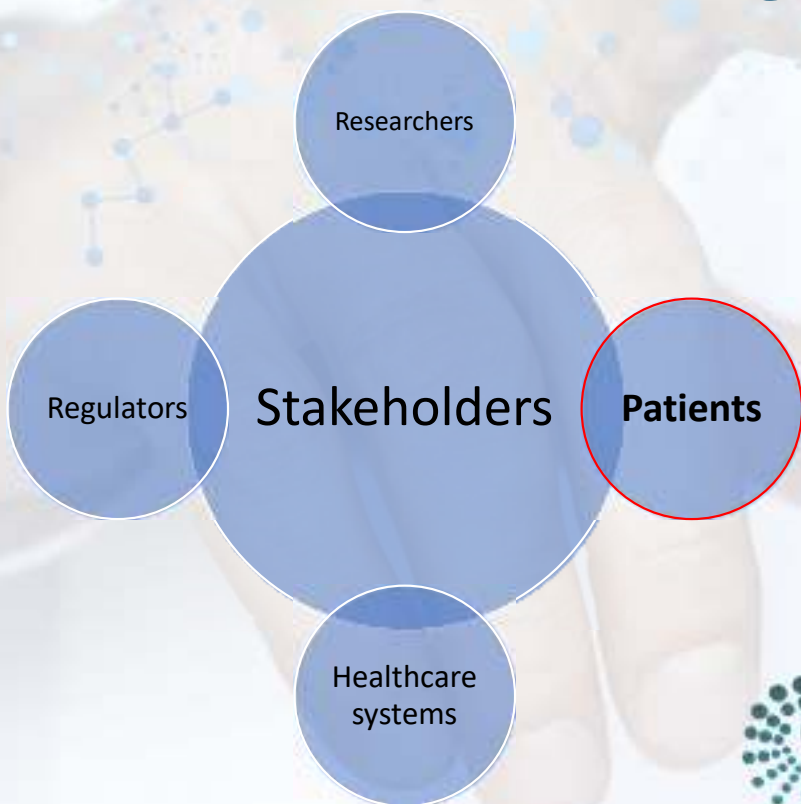 Researchers
Regulators
Stakeholders
Patients
Healthcare
systems